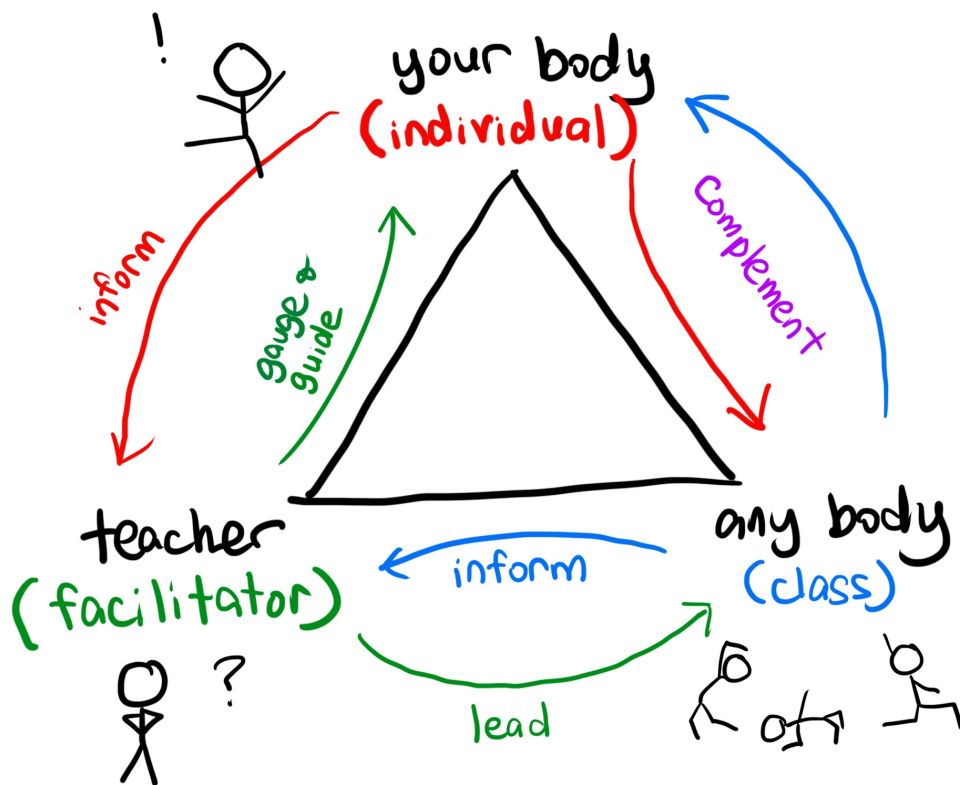 !
your body
(individual)
complement
inform
gauge &
guide
teacher
(facilitator)
?
any body
(class)
inform
lead